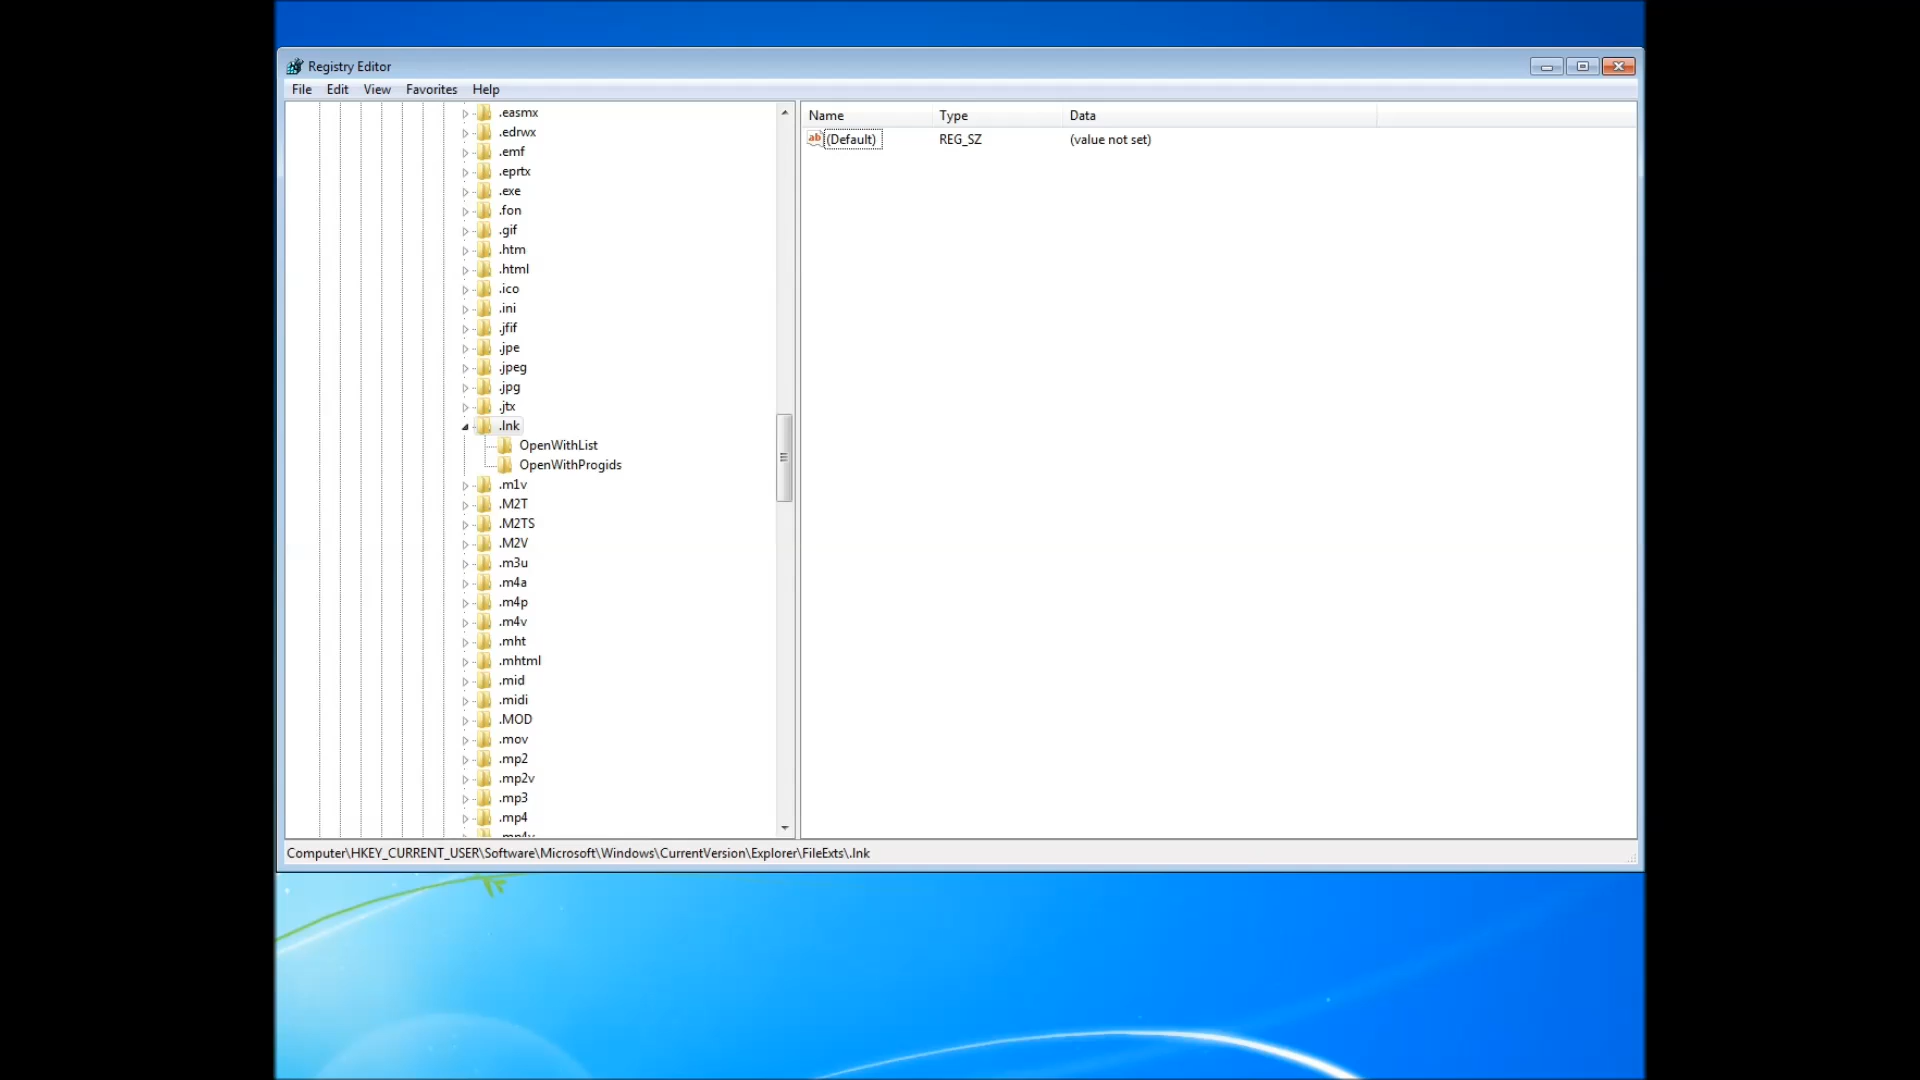 Registry Editor
File Edit View Favorites Help
.easmx
.edrwx
.emf
.eprtx
.exe
.fon
.gif
.htm
.html
.ico
.ini
.jfif
.jpe
.jpeg
.jpg
.jtx
.lnk
OpenWithList
OpenWithProgids
.m1v
.M2T
.M2TS
.M2V
.m3u
.m4a
.m4p
.m4v
.mht
.mhtml
.mid
.midi
.MOD
.mov
.mp2
.mp2v
.mp3
.mp4
.mp4v
Name Type Data
(Default) REG_SZ (value not set)
Computer\HKEY_CURRENT_USER\Software\Microsoft\Windows\CurrentVersion\Explorer\FileExts\.lnk